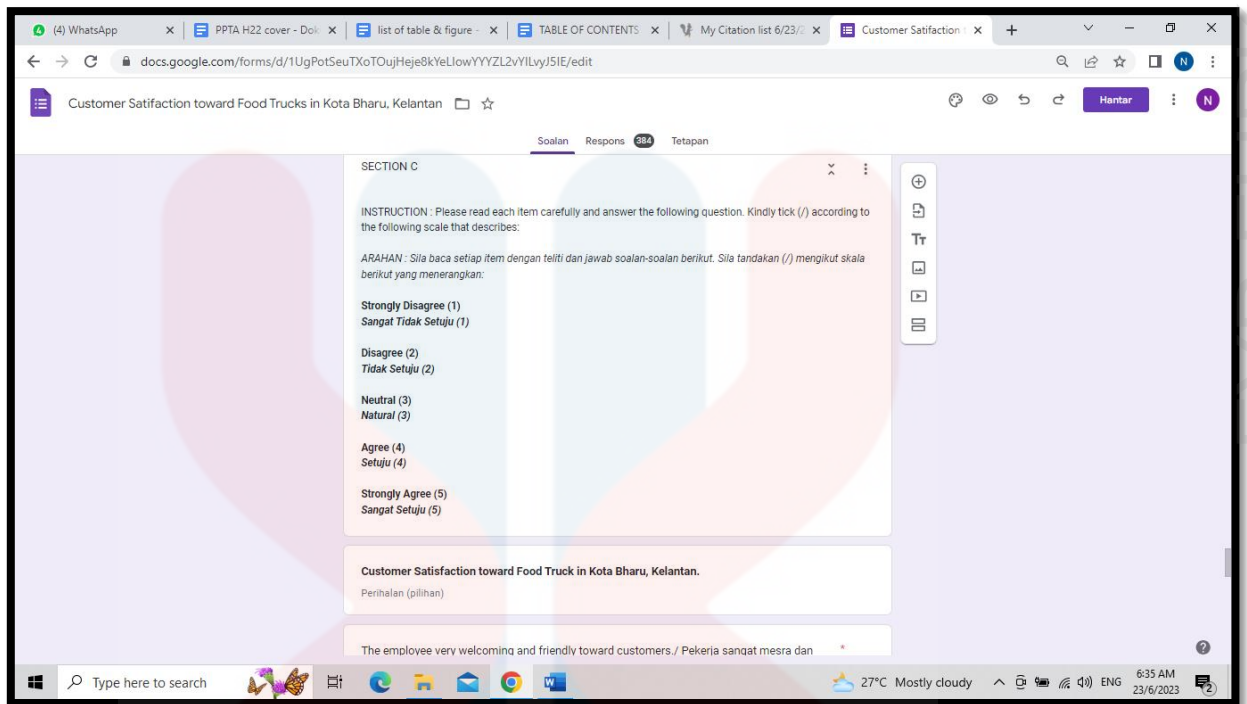 (4) WhatsApp
PPTA H22 cover - Dok
list of table & figure -
TABLE OF CONTENTS
My Citation list 6/23/2
Customer Satifaction
docs.google.com/forms/d/1UgPotSeuTXoTOujHeje8kYeLIowYYYZL2vYILvyJ5IE/edit
N
Customer Satifaction toward Food Trucks in Kota Bharu, Kelantan
Hantar
N
Soalan Respons 384 Tetapan
SECTION C
INSTRUCTION : Please read each item carefully and answer the following question. Kindly tick (/) according to
the following scale that describes:
ARAHAN : Sila baca setiap item dengan teliti dan jawab soalan-soalan berikut. Sila tandakan (/) mengikut skala
berikut yang menerangkan:
Strongly Disagree (1)
Sangat Tidak Setuju (1)
Disagree (2)
Tidak Setuju (2)
Neutral (3)
Natural (3)
Agree (4)
Setuju (4)
Strongly Agree (5)
Sangat Setuju (5)
Tт
Customer Satisfaction toward Food Truck in Kota Bharu, Kelantan.
Perihalan (pilihan)
The employee very welcoming and friendly toward customers./ Pekerja sangat mesra dan *
Type here to search
27°C Mostly cloudy
ENG
6:35 AM
23/6/2023
2